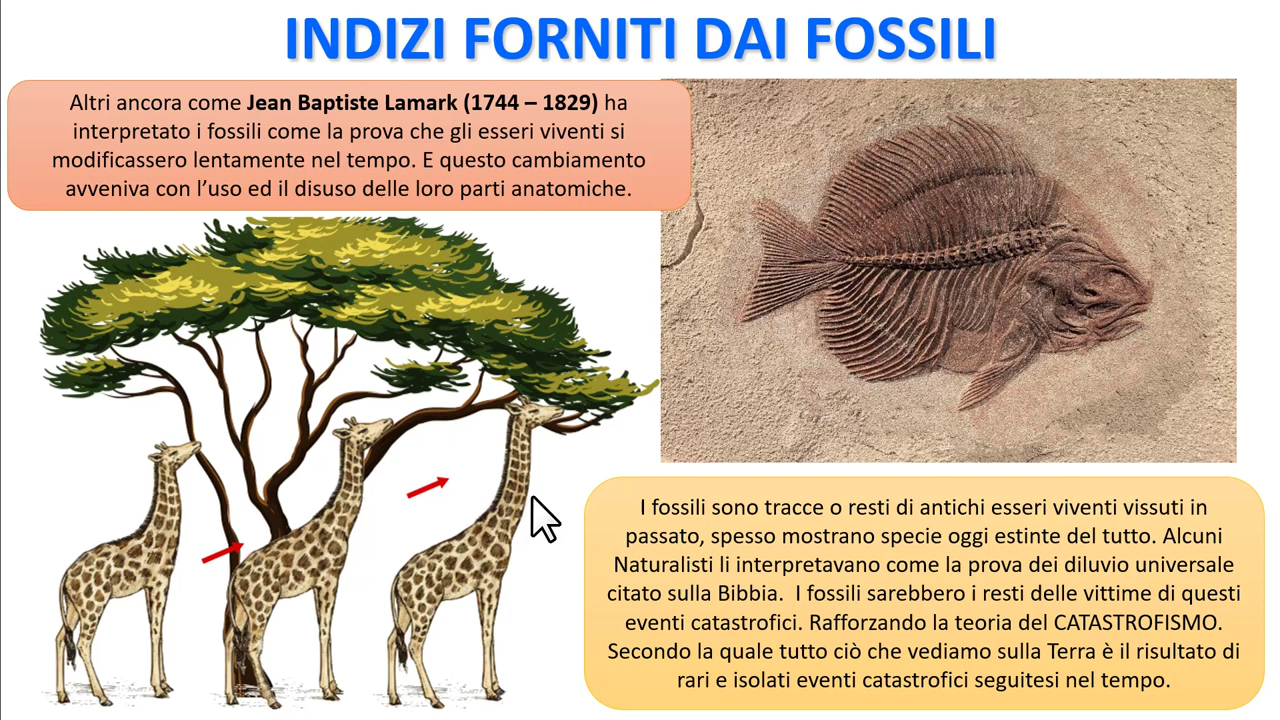 INDIZI FORNITI DAI FOSSILI
Altri ancora come Jean Baptiste Lamark (1744 – 1829) ha
interpretato i fossili come la prova che gli esseri viventi si
modificassero lentamente nel tempo. E questo cambiamento
avveniva con l’uso ed il disuso delle loro parti anatomiche.
I fossili sono tracce o resti di antichi esseri viventi vissuti in
passato, spesso mostrano specie oggi estinte del tutto. Alcuni
Naturalisti li interpretavano come la prova dei diluvio universale
citato sulla Bibbia.  I fossili sarebbero i resti delle vittime di questi
eventi catastrofici. Rafforzando la teoria del CATASTROFISMO.
Secondo la quale tutto ciò che vediamo sulla Terra è il risultato di
rari e isolati eventi catastrofici seguitesi nel tempo.